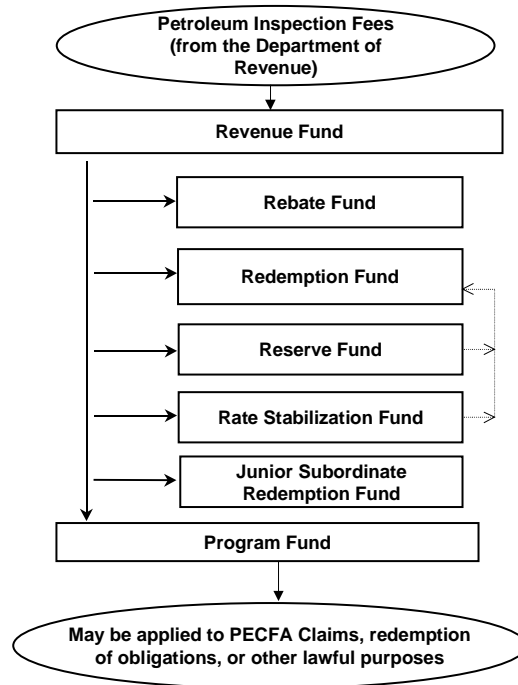 Petroleum Inspection Fees
(from the Department of
Revenue)
Revenue Fund
Rebate Fund
Redemption Fund
Reserve Fund
Rate Stabilization Fund
Junior Subordinate
Redemption Fund
Program Fund
May be applied to PECFA Claims, redemption
of obligations, or other lawful purposes